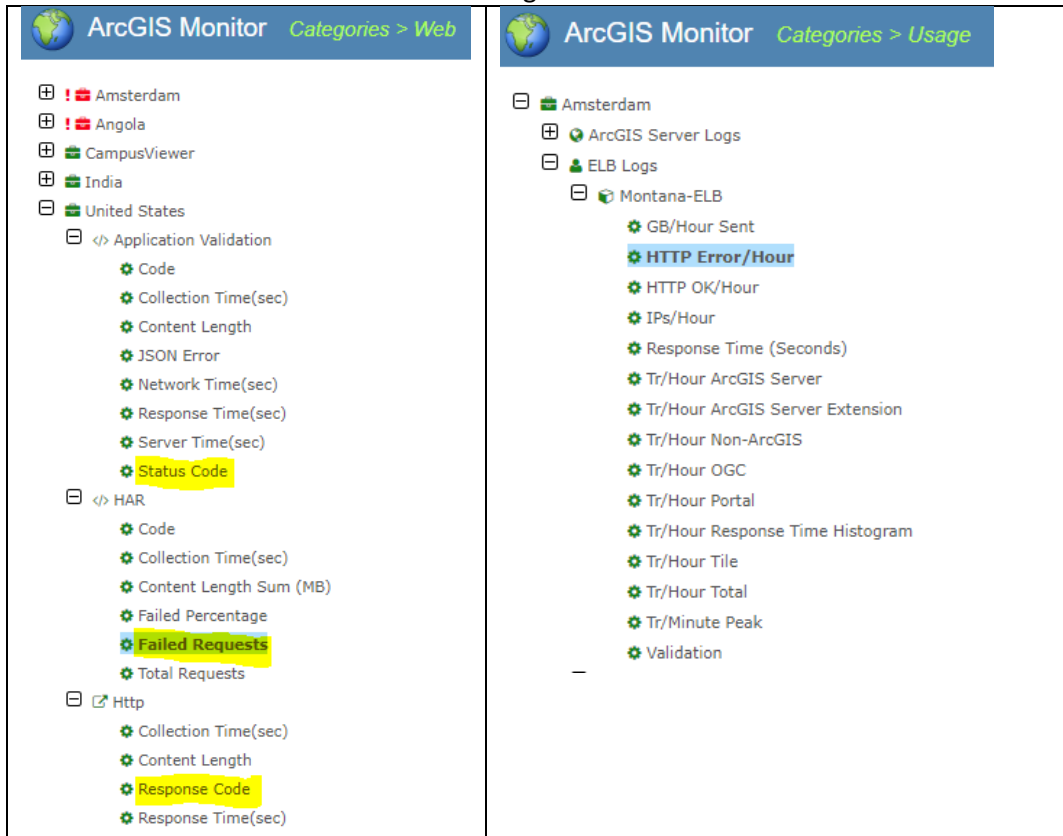 ArcGIS Monitor Categories > Web
! Amsterdam
! Angola
CampusViewer
India
United States
</> Application Validation
Code
Collection Time(sec)
Content Length
JSON Error
Network Time(sec)
Response Time(sec)
Server Time(sec)
Status Code
</> HAR
Code
Collection Time(sec)
Content Length Sum (MB)
Failed Percentage
Failed Requests
Total Requests
Http
Collection Time(sec)
Content Length
Response Code
Response Time(sec)
ArcGIS Monitor Categories > Usage
Amsterdam
ArcGIS Server Logs
ELB Logs
Montana-ELB
GB/Hour Sent
HTTP Error/Hour
HTTP OK/Hour
IPs/Hour
Response Time (Seconds)
Tr/Hour ArcGIS Server
Tr/Hour ArcGIS Server Extension
Tr/Hour Non-ArcGIS
Tr/Hour OGC
Tr/Hour Portal
Tr/Hour Response Time Histogram
Tr/Hour Tile
Tr/Hour Total
Tr/Minute Peak
Validation